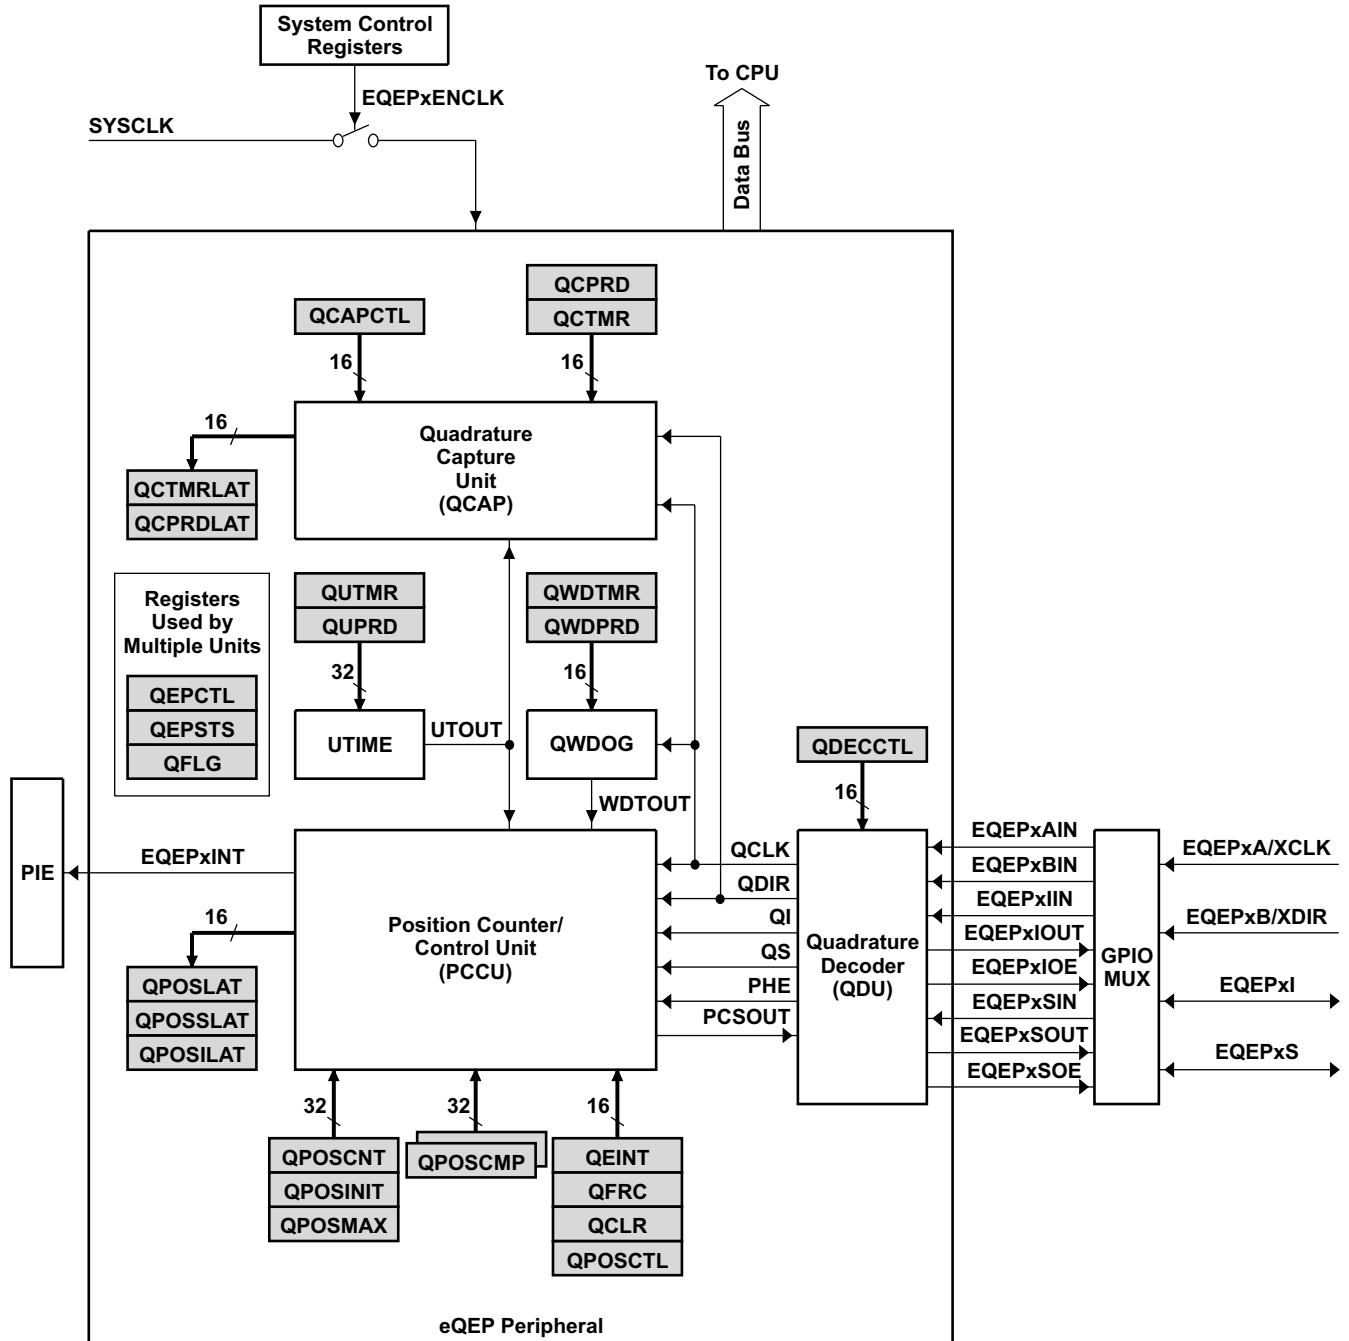 System Control
Registers
To CPU
EQEPxENCLK
SYSCLK
Data Bus
QCPRD
QCAPCTL
QCTMR
16
16
16
Quadrature
Capture
Unit
(QCAP)
QCTMRLAT
QCPRDLAT
Registers
Used by
Multiple Units
QEPCTL
QEPSTS
QFLG
QUTMR
QUPRD
QWDTMR
QWDPRD
32
16
UTIME
UTOUT
QWDOG
QDECCTL
WDTOUT
16
PIE
EQEPxINT
16
Position Counter/
Control Unit
(PCCU)
QCLK
QDIR
QI
QS
PHE
PCSOUT
Quadrature
Decoder
(QDU)
EQEPxAIN
EQEPxBIN
EQEPxIIN
EQEPxIOUT
EQEPxIOE
EQEPxSIN
EQEPxSOUT
EQEPxSOE
GPIO
MUX
EQEPxA/XCLK
EQEPxB/XDIR
EQEPxI
EQEPxS
QPOSLAT
QPOSSLAT
QPOSILAT
32
32
16
QPOSCNT
QPOSINIT
QPOSMAX
QPOSCMP
QEINT
QFRC
QCLR
QPOSCTL
eQEP Peripheral